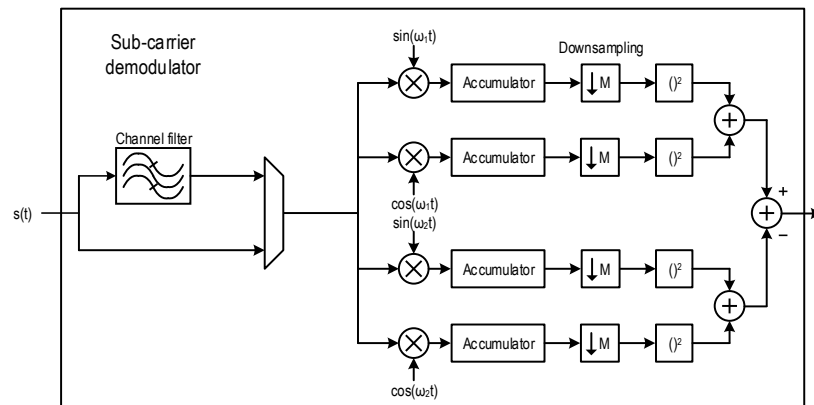 Sub-carrier
demodulator
Channel filter
s(t)
sin(ω₁t)
Downsampling
Accumulator
M
()²
+
Accumulator
M
()²
cos(ω₁t)
sin(ω₂t)
+
+
−
Accumulator
M
()²
+
Accumulator
M
()²
cos(ω₂t)